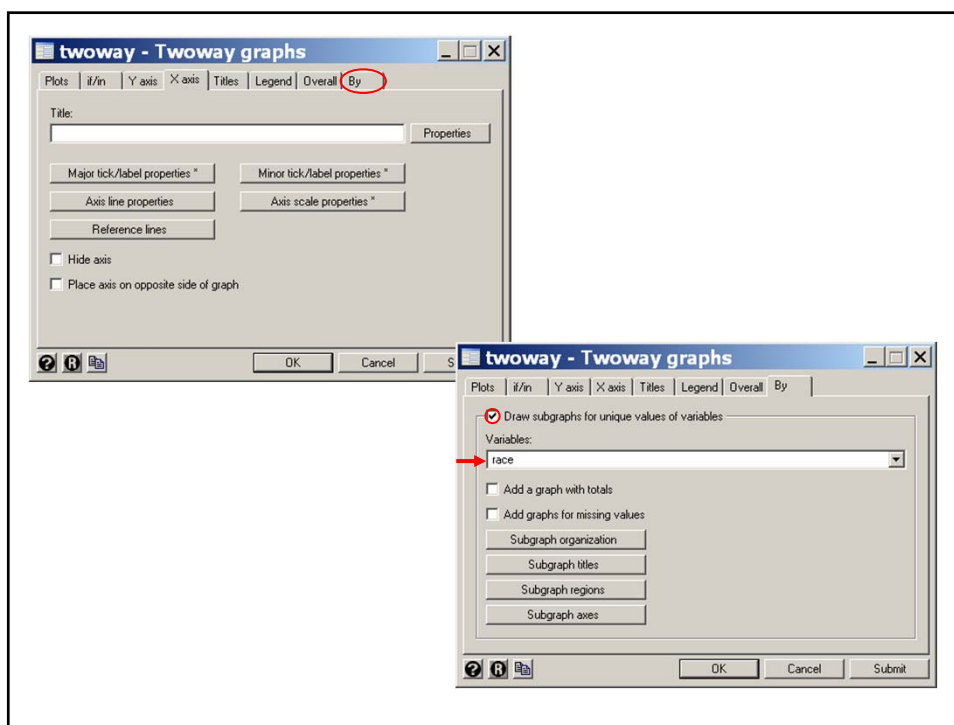 twoway - Twoway graphs
Plots if/in Y axis X axis Titles Legend Overall By
Title:
Properties
Major tick/label properties * Minor tick/label properties *
Axis line properties Axis scale properties *
Reference lines
Hide axis
Place axis on opposite side of graph
OK Cancel S
twoway - Twoway graphs
Plots if/in Y axis X axis Titles Legend Overall By
Draw subgraphs for unique values of variables
Variables:
race
Add a graph with totals
Add graphs for missing values
Subgraph organization
Subgraph titles
Subgraph regions
Subgraph axes
? R OK Cancel Submit